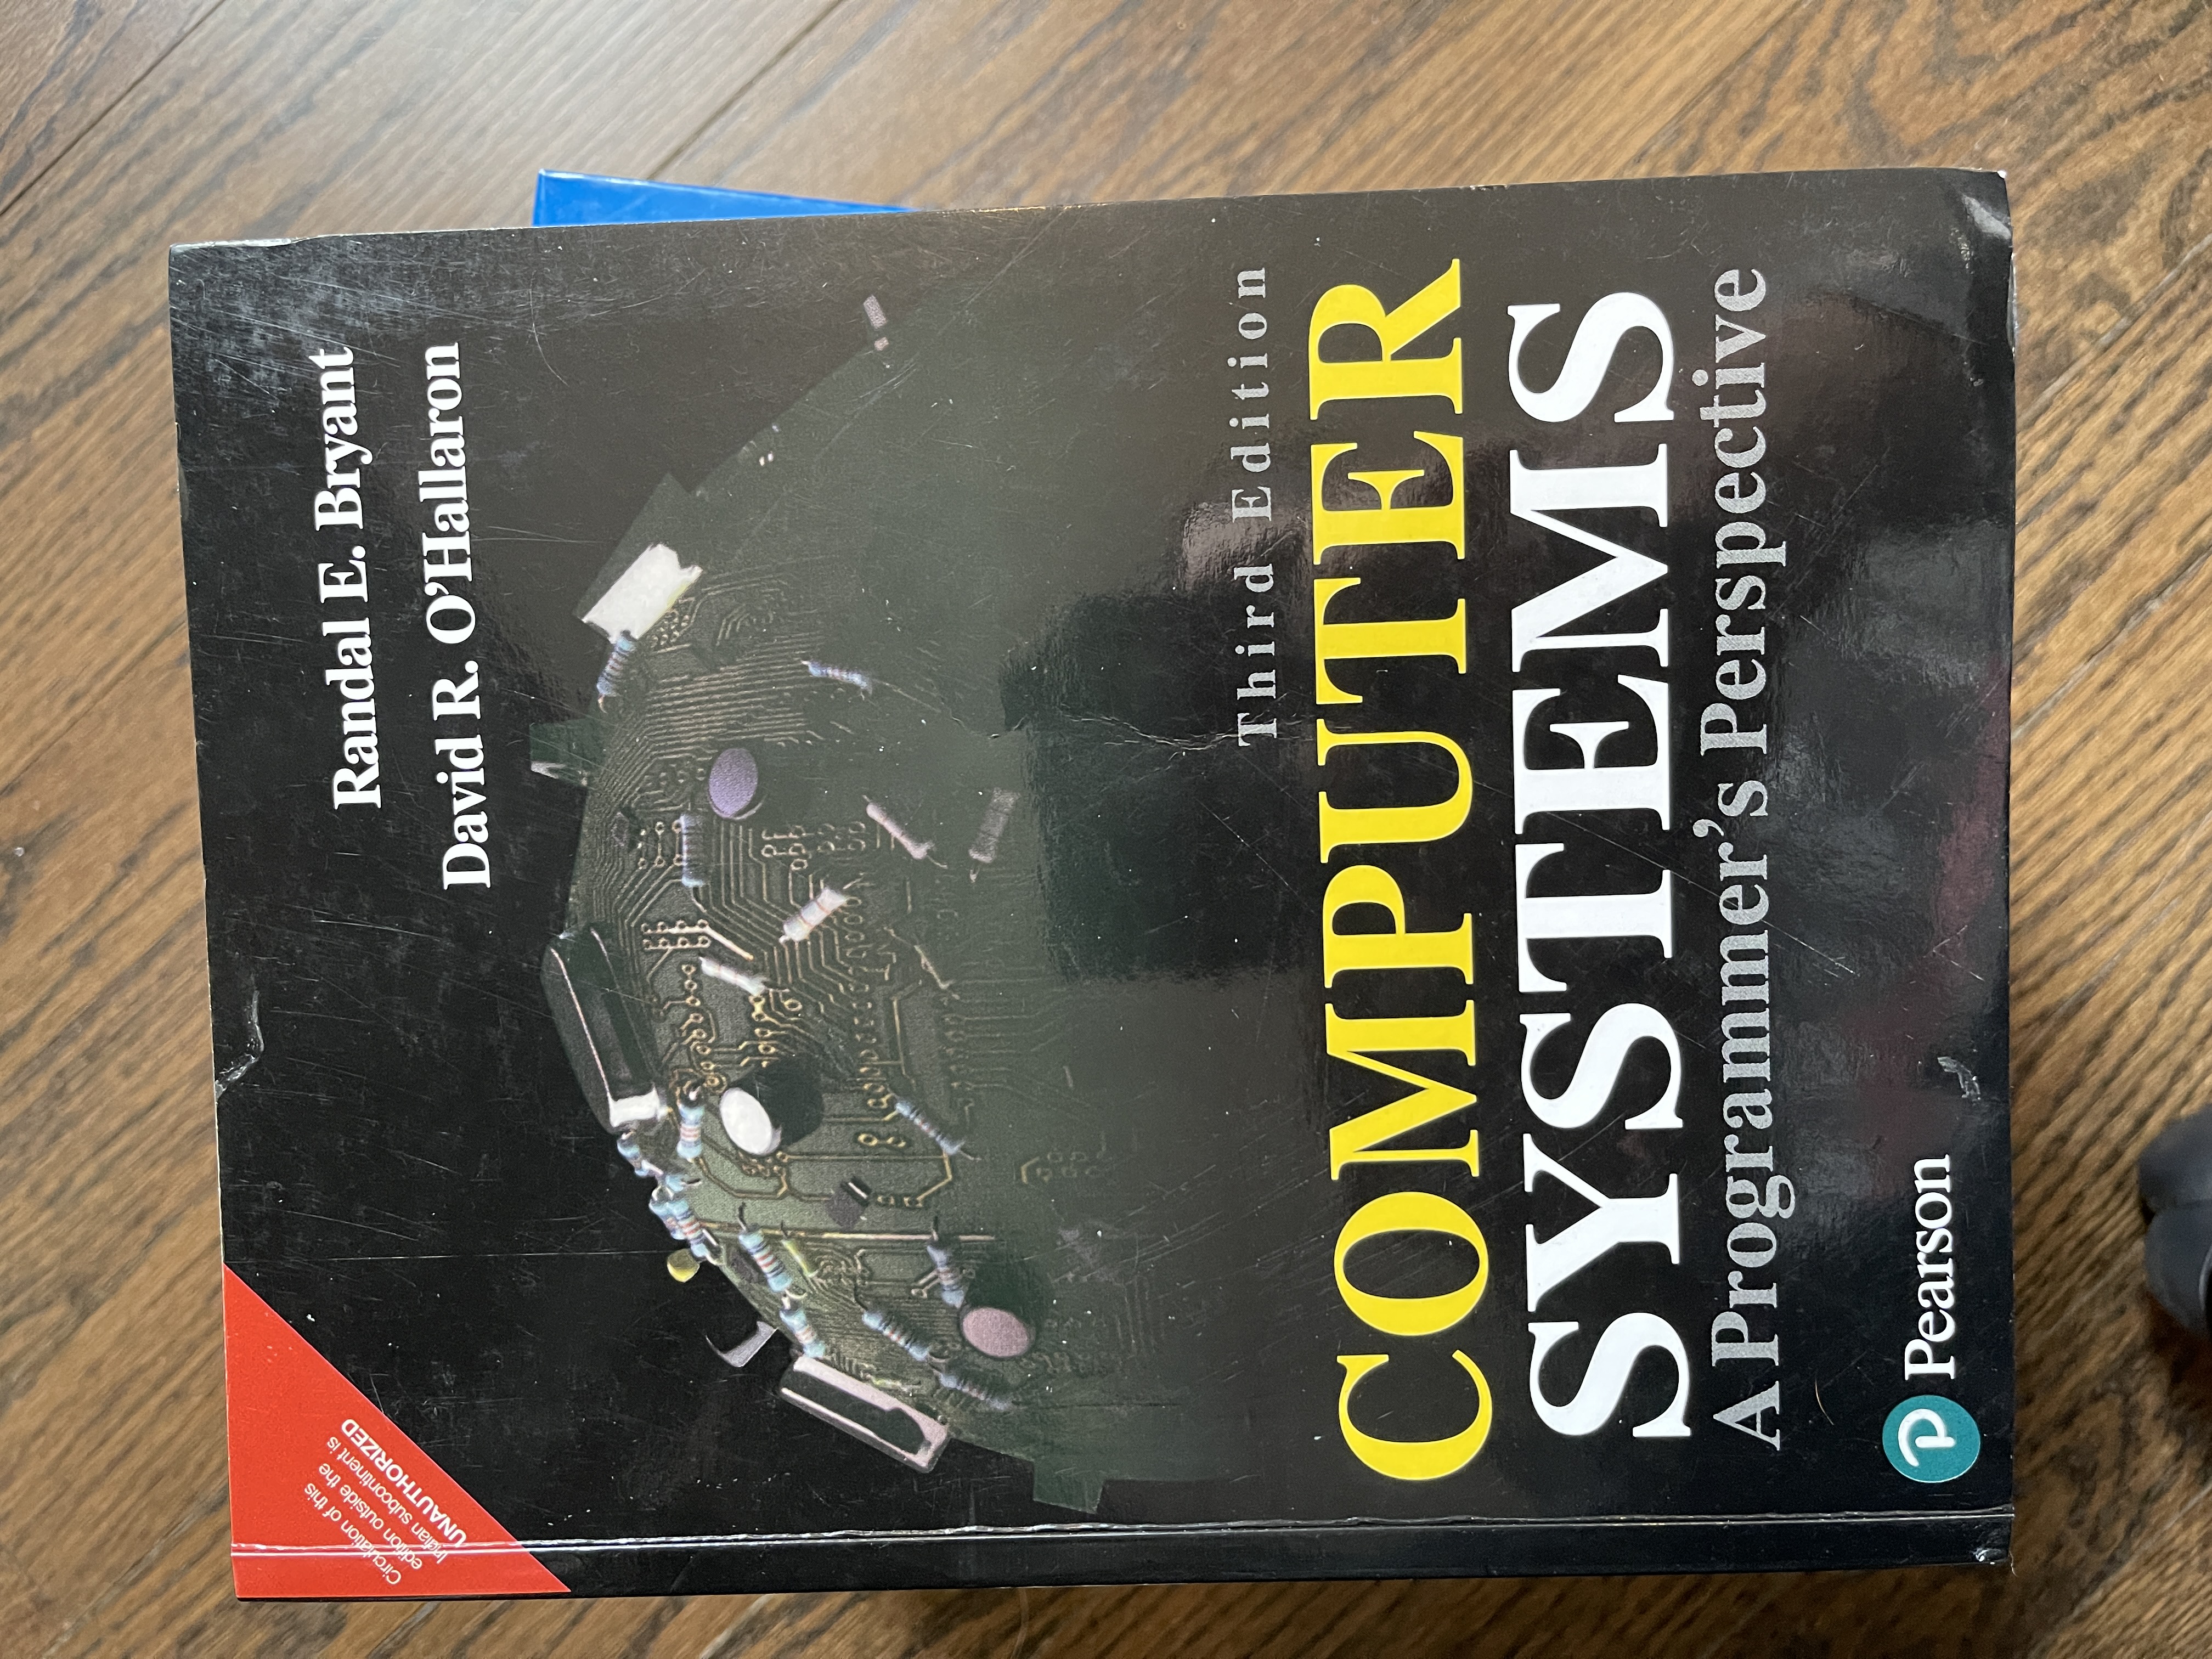 Circulation of this
edition outside the
Indian subcontinent is
UNAUTHORIZED
Randal E. Bryant
David R. O'Hallaron
Third Edition
COMPUTER
SYSTEMS
A Programmer's Perspective
Pearson